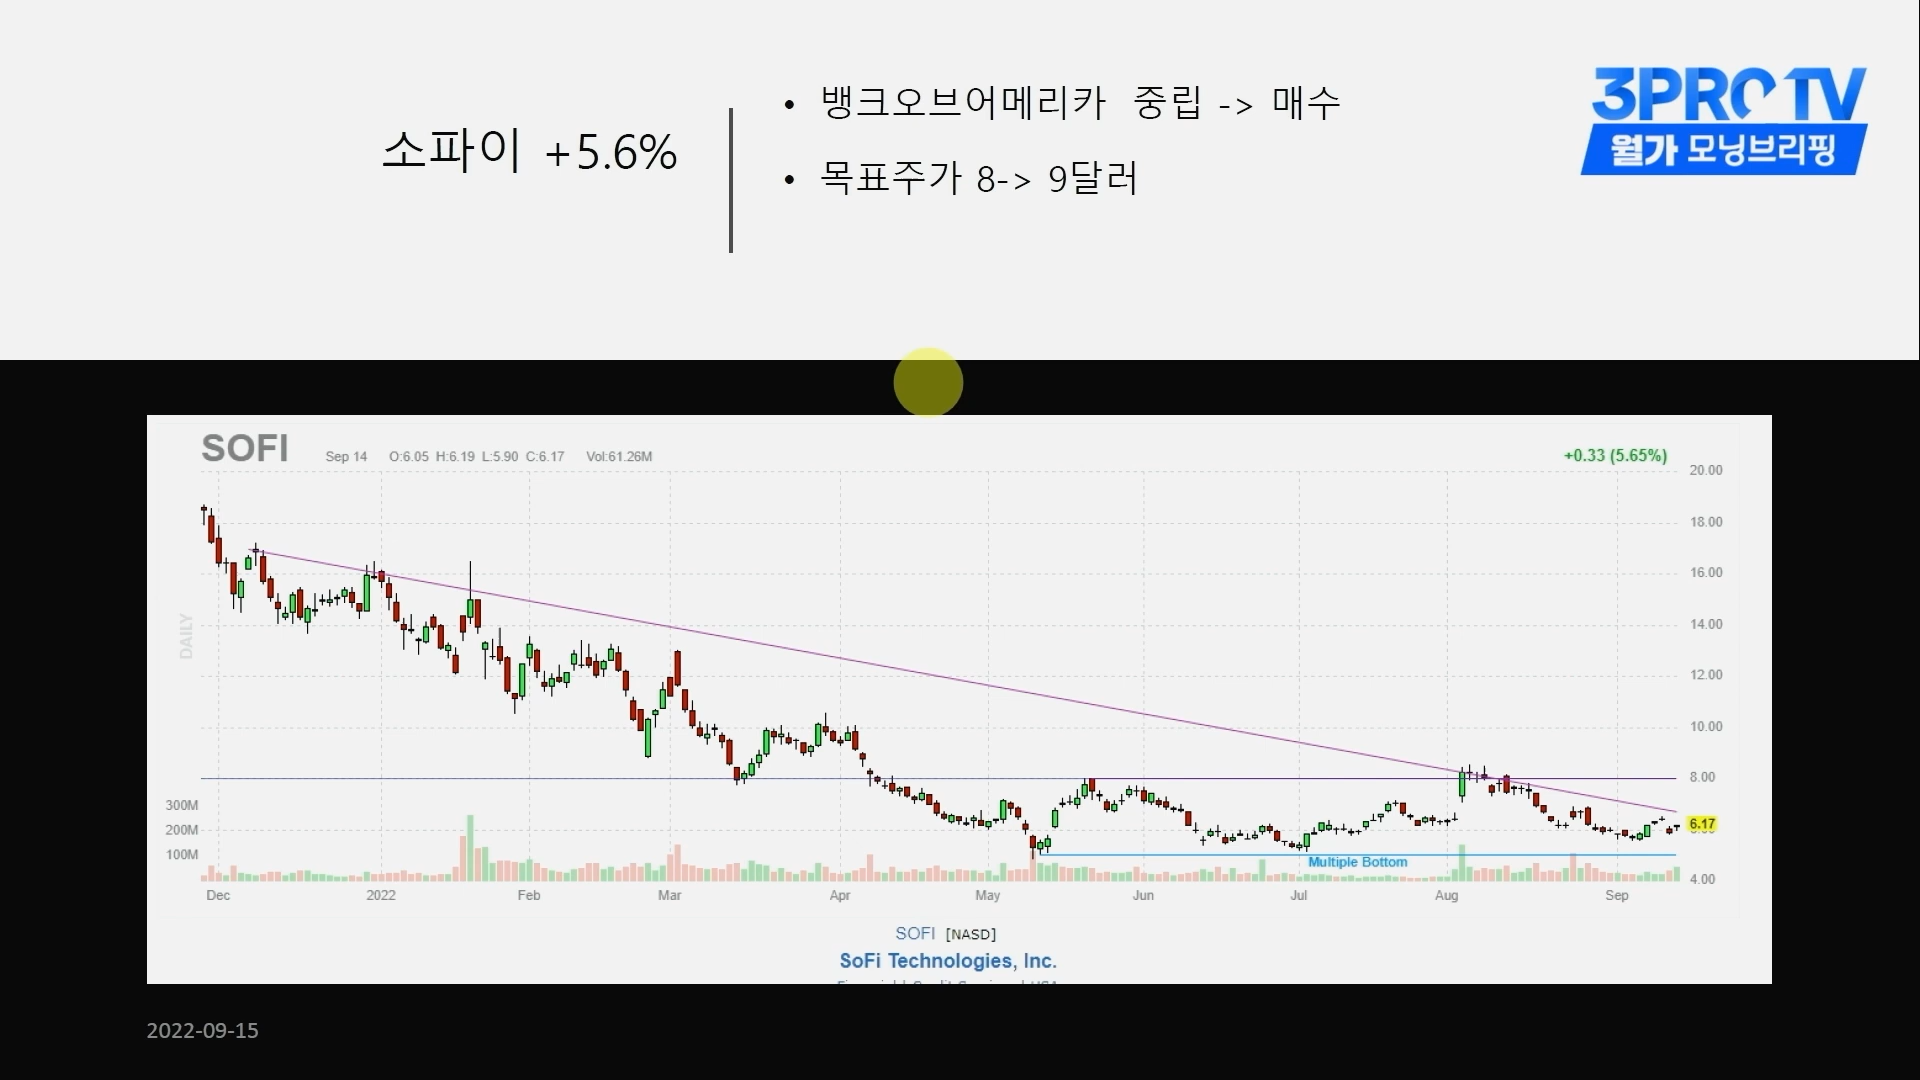 소파이 +5.6%
• 뱅크오브어메리카 중립 -> 매수
• 목표주가 8-> 9달러
3PRO TV
월가 모닝브리핑
SOFI
Sep 14 O:6.05 H:6.19 L:5.90 C:6.17 Vol:61.26M
+0.33 (5.65%)
20.00
18.00
16.00
14.00
12.00
10.00
8.00
6.17
4.00
DAILY
300M
200M
100M
Multiple Bottom
Dec 2022 Feb Mar Apr May Jun Jul Aug Sep
SOFI [NASD]
SoFi Technologies, Inc.
2022-09-15